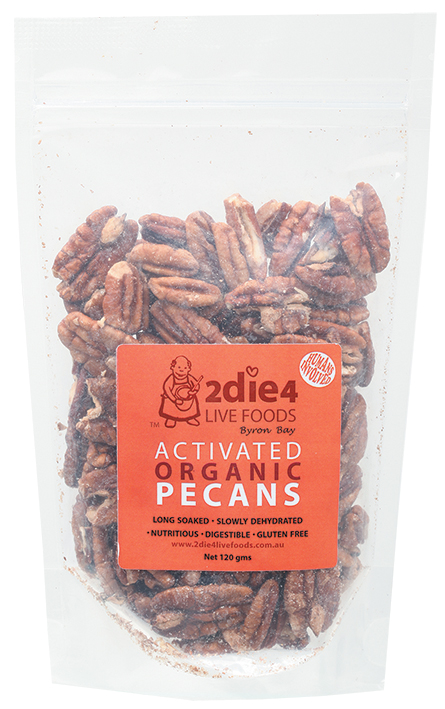 HUMANS
INVOLVED
2die4
LIVE FOODS
Byron Bay
TM
ACTIVATED
ORGANIC
PECANS
LONG SOAKED • SLOWLY DEHYDRATED
• NUTRITIOUS • DIGESTIBLE • GLUTEN FREE
www.2die4livefoods.com.au
Net 120 gms